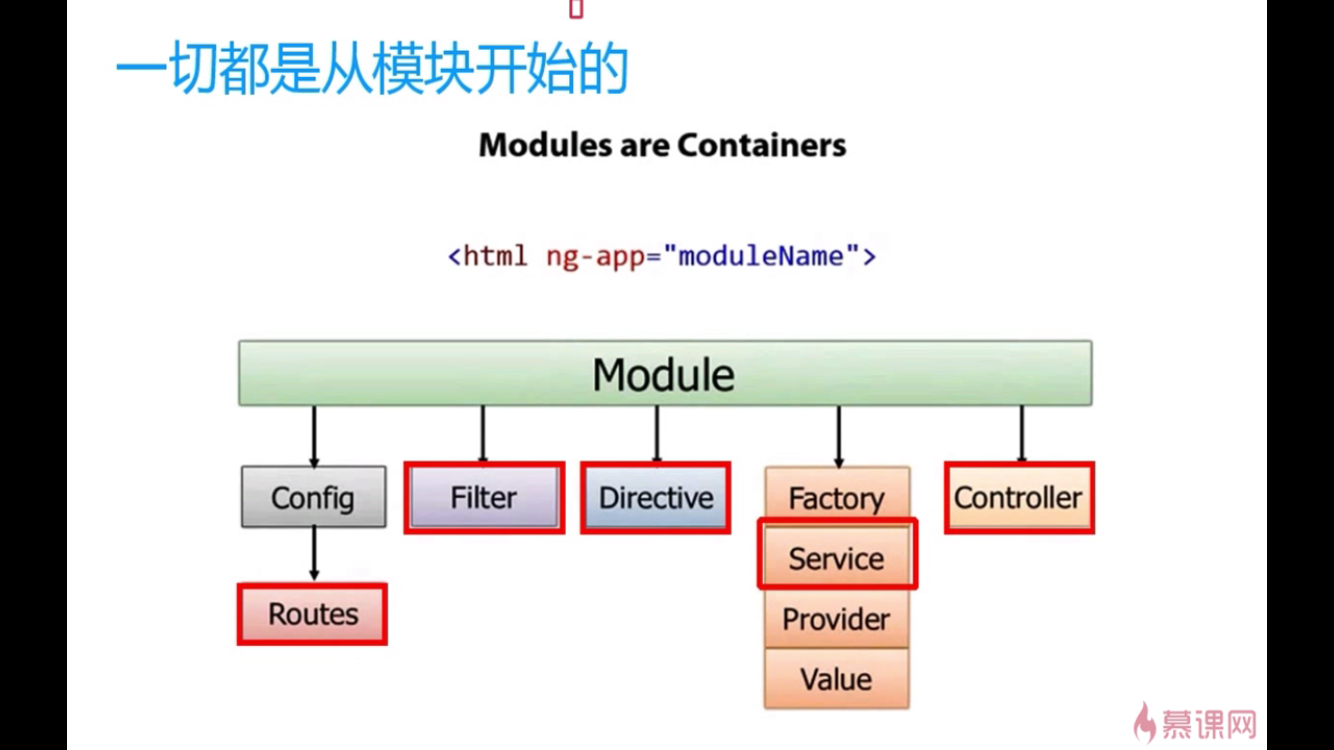 一切都是从模块开始的
Modules are Containers
<html ng-app="moduleName">
Module
Config
Filter
Directive
Factory
Controller
Service
Routes
Provider
Value
慕课网